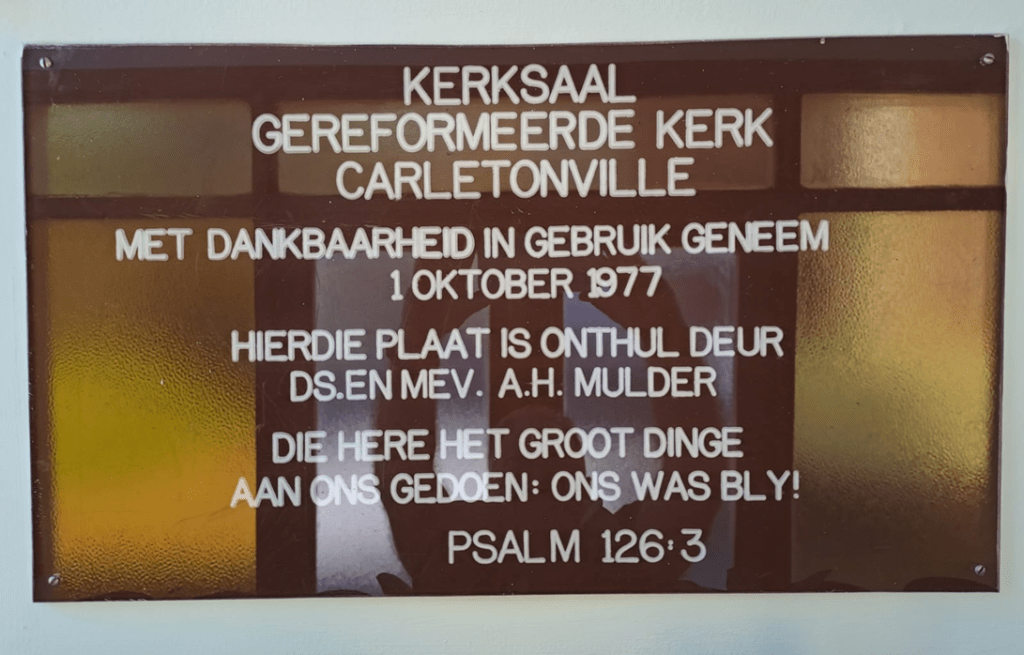 KERKSAAL
GEREFORMEERDE KERK
CARLETONVILLE
MET DANKBAARHEID IN GEBRUIK GENEEM
1 OKTOBER 1977
HIERDIE PLAAT IS ONTHUL DEUR
DS.EN MEV. A.H. MULDER
DIE HERE HET GROOT DINGE
AAN ONS GEDOEN: ONS WAS BLY!
PSALM 126:3